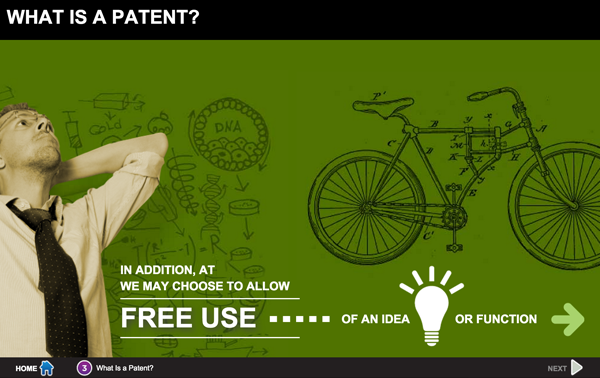 WHAT IS A PATENT?
DNA
IN ADDITION, AT
WE MAY CHOOSE TO ALLOW
FREE USE
OF AN IDEA
OR FUNCTION
HOME
3
What Is a Patent?
NEXT